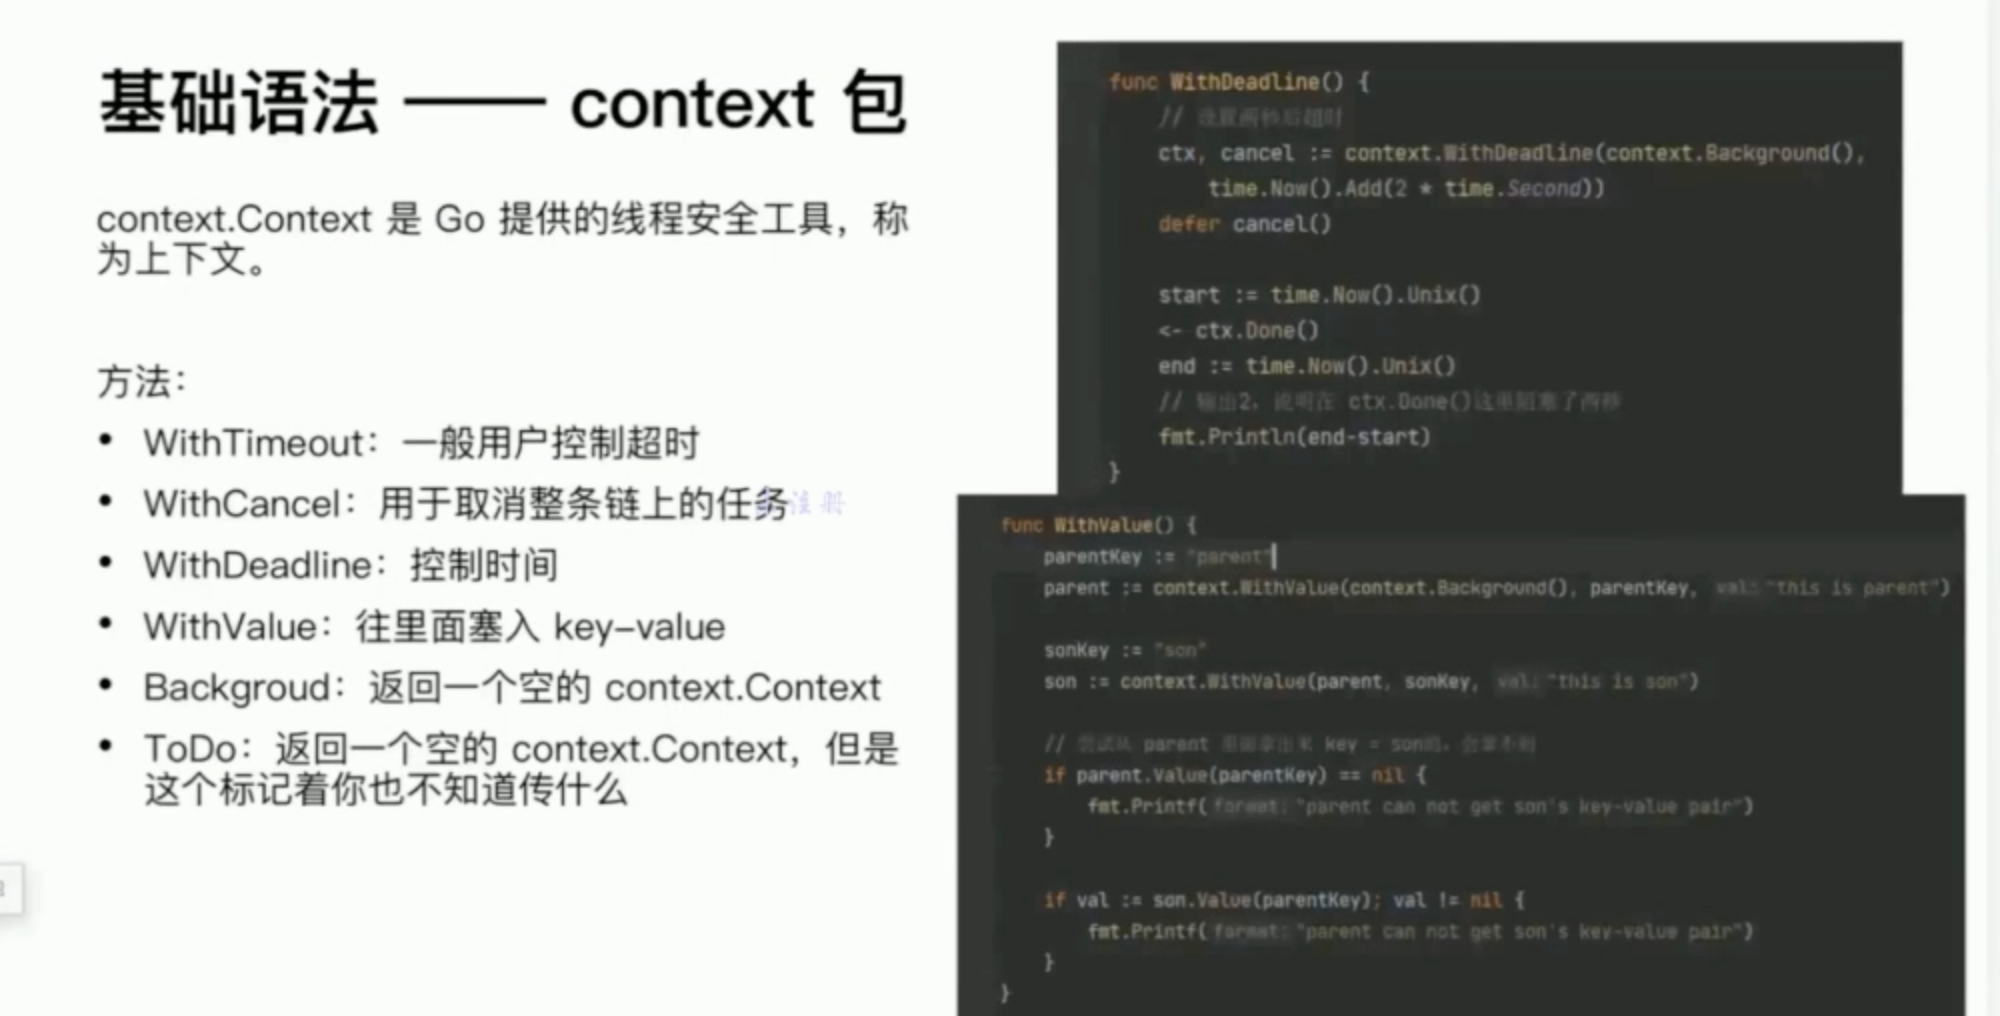 基础语法 —— context 包
context.Context 是 Go 提供的线程安全工具，称
为上下文。
方法：
• WithTimeout：一般用户控制超时
• WithCancel：用于取消整条链上的任务
• WithDeadline：控制时间
• WithValue：往里面塞入 key-value
• Backgroud：返回一个空的 context.Context
• ToDo：返回一个空的 context.Context，但是
这个标记着你也不知道传什么
func WithDeadline() {
// 设置两秒后超时
ctx, cancel := context.WithDeadline(context.Background(),
time.Now().Add(2 * time.Second))
defer cancel()
start := time.Now().Unix()
<- ctx.Done()
end := time.Now().Unix()
// 输出2，说明在 ctx.Done()这里阻塞了两秒
fmt.Println(end-start)
}
func WithValue() {
parentKey := "parent"
parent := context.WithValue(context.Background(), parentKey, val: "this is parent")
sonKey := "son"
son := context.WithValue(parent, sonKey, val: "this is son")
// 尝试从 parent 里面拿出来 key = son的，会拿不到
if parent.Value(parentKey) == nil {
fmt.Printf( format: "parent can not get son's key-value pair")
}
if val := son.Value(parentKey); val != nil {
fmt.Printf( format: "parent can not get son's key-value pair")
}
}